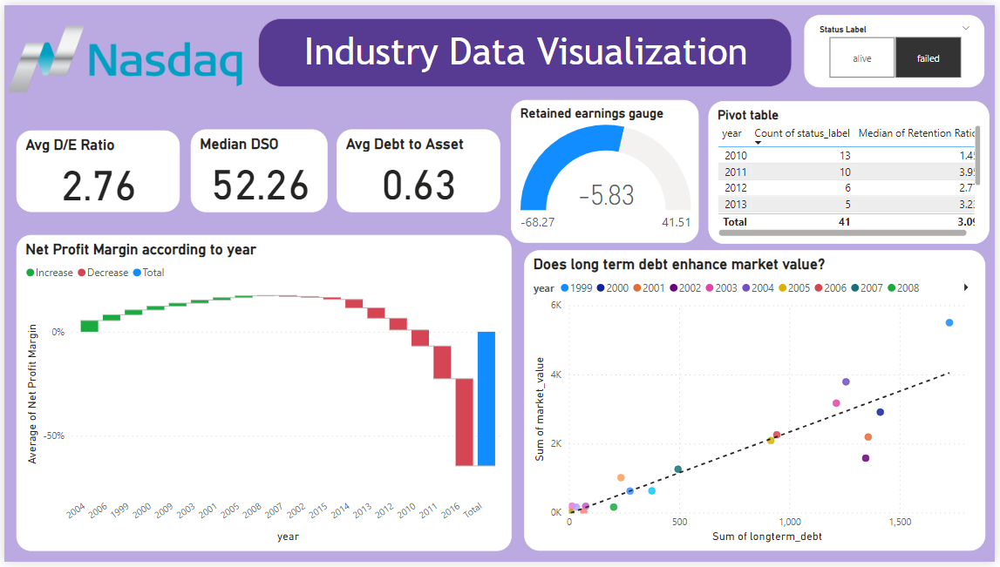 Nasdaq
Industry Data Visualization
Status Label
alive
failed
Avg D/E Ratio
2.76
Median DSO
52.26
Avg Debt to Asset
0.63
Retained earnings gauge
-5.83
-68.27
41.51
Pivot table
year Count of status_label Median of Retention Ratio
2010 13 1.4
2011 10 3.9
2012 6 2.7
2013 5 3.2
Total 41 3.0
Net Profit Margin according to year
Increase Decrease Total
Average of Net Profit Margin
0%
-50%
2004 2006 1999 2000 2009 2003 2001 2005 2008 2007 2002 2015 2014 2013 2012 2010 2011 2016 Total
year
Does long term debt enhance market value?
year 1999 2000 2001 2002 2003 2004 2005 2006 2007 2008
Sum of market_value
6K
4K
2K
0K
0 500 1,000 1,500
Sum of longterm_debt